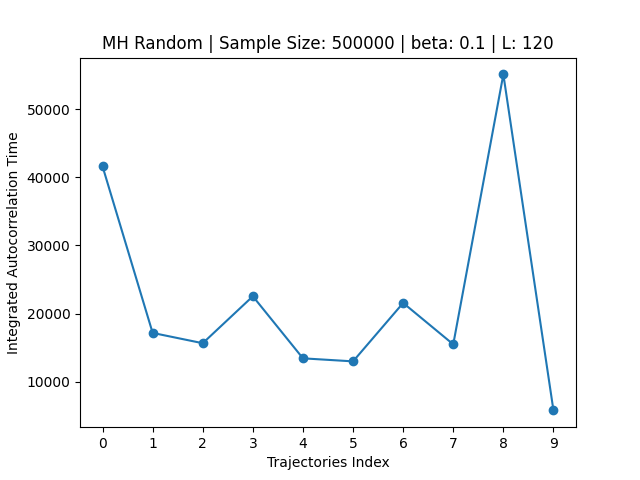 MH Random | Sample Size: 500000 | beta: 0.1 | L: 120
Integrated Autocorrelation Time
50000
40000
30000
20000
10000
0 1 2 3 4 5 6 7 8 9
Trajectories Index